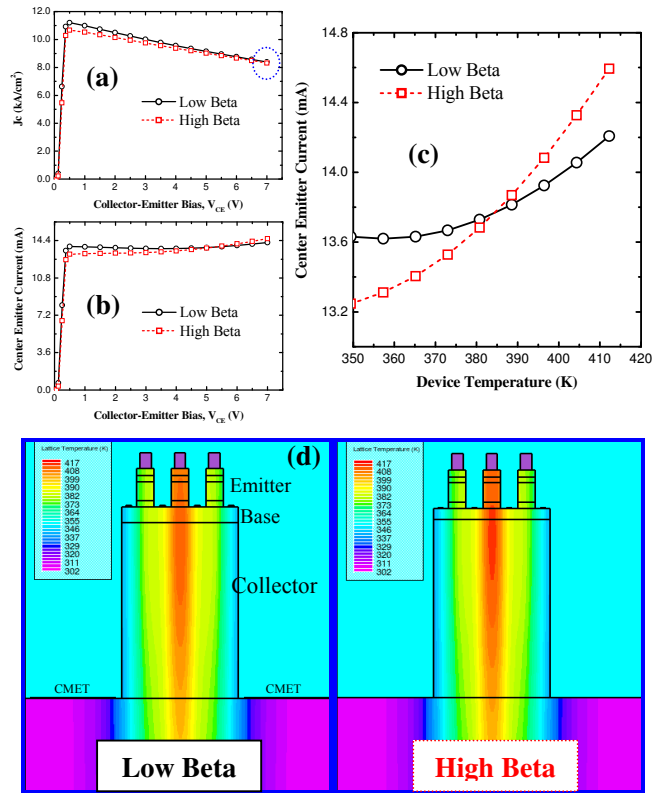 12.0
10.0
8.0
6.0
4.0
2.0
0.0
Jc (kA/cm²)
(a)
Low Beta
High Beta
0 1 2 3 4 5 6 7
Collector-Emitter Bias, V_CE (V)
14.4
10.8
7.2
3.6
0.0
Center Emitter Current (mA)
(b)
Low Beta
High Beta
0 1 2 3 4 5 6 7
Collector-Emitter Bias, V_CE (V)
14.8
14.4
14.0
13.6
13.2
Center Emitter Current (mA)
Low Beta
High Beta
(c)
350 360 370 380 390 400 410 420
Device Temperature (K)
Lattice Temperature (K)
417
408
399
390
382
373
364
355
346
337
329
320
311
302
(d)
Emitter
Base
Collector
CMET
CMET
Low Beta
Lattice Temperature (K)
417
408
399
390
382
373
364
355
346
337
329
320
311
302
High Beta